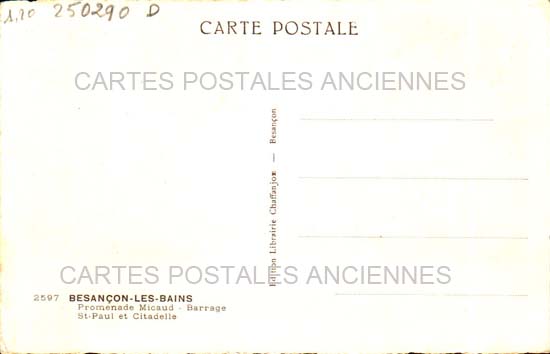 1,20 250290 D
CARTE POSTALE
CARTES POSTALES ANCIENNES
Edition Librairie Chaffanjon — Besançon
CARTES POSTALES ANCIENNES
2597 BESANÇON-LES-BAINS
Promenade Micaud - Barrage
St-Paul et Citadelle